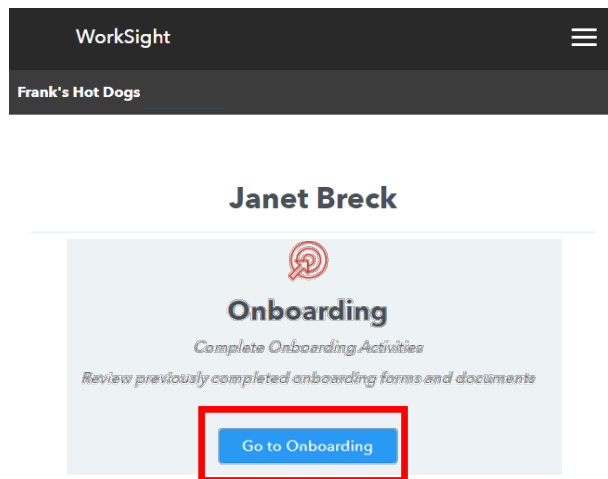 WorkSight
Frank's Hot Dogs
Janet Breck
Onboarding
Complete Onboarding Activities
Review previously completed onboarding forms and documents
Go to Onboarding